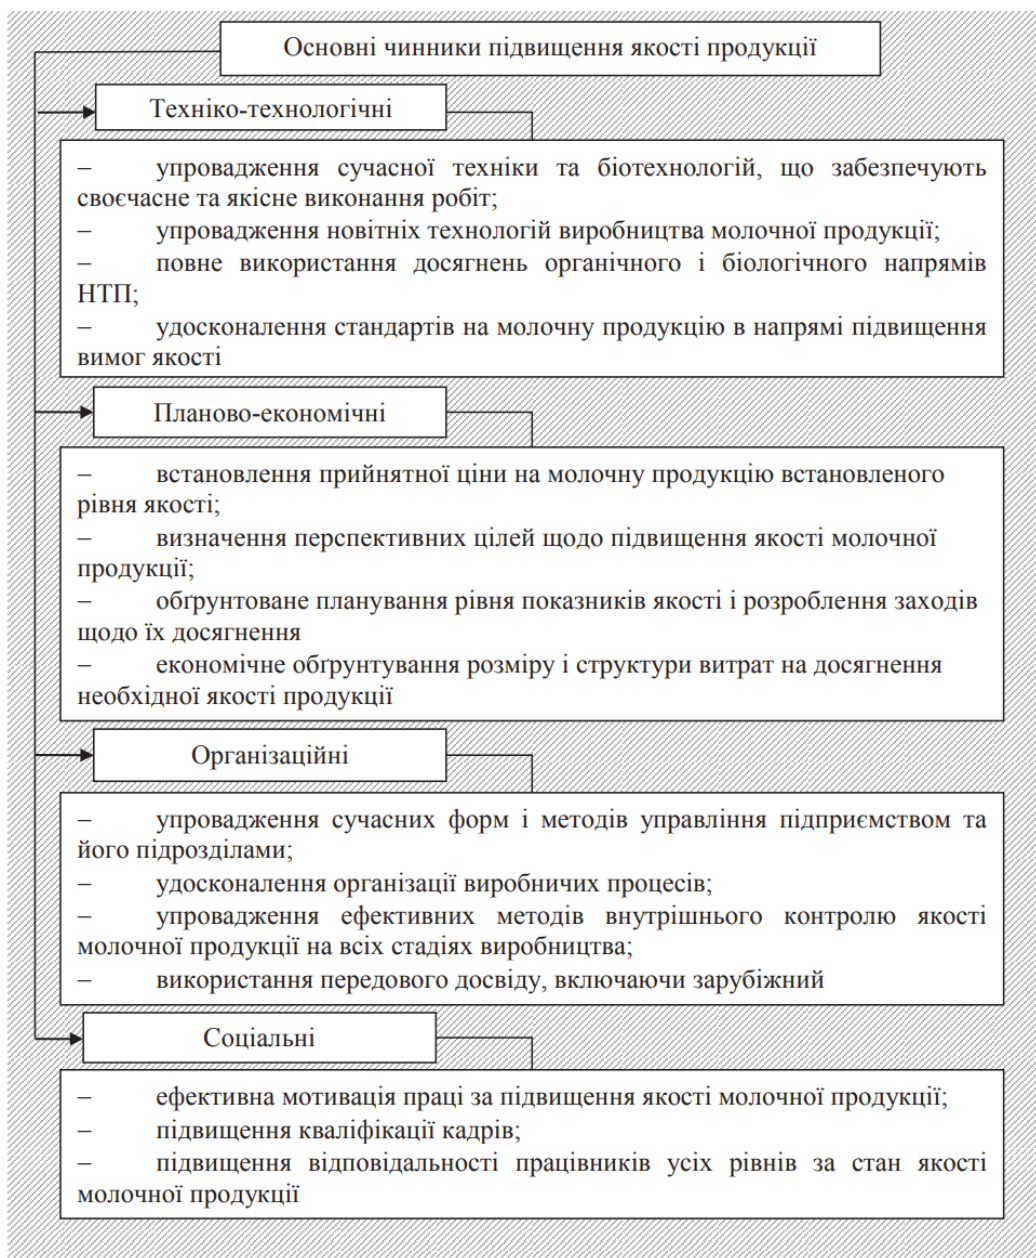 Основні чинники підвищення якості продукції
Техніко-технологічні
– упровадження сучасної техніки та біотехнологій, що забезпечують
своєчасне та якісне виконання робіт;
– упровадження новітніх технологій виробництва молочної продукції;
– повне використання досягнень органічного і біологічного напрямів
НТП;
– удосконалення стандартів на молочну продукцію в напрямі підвищення
вимог якості
Планово-економічні
– встановлення прийнятної ціни на молочну продукцію встановленого
рівня якості;
– визначення перспективних цілей щодо підвищення якості молочної
продукції;
– обґрунтоване планування рівня показників якості і розроблення заходів
щодо їх досягнення
– економічне обґрунтування розміру і структури витрат на досягнення
необхідної якості продукції
Організаційні
– упровадження сучасних форм і методів управління підприємством та
його підрозділами;
– удосконалення організації виробничих процесів;
– упровадження ефективних методів внутрішнього контролю якості
молочної продукції на всіх стадіях виробництва;
– використання передового досвіду, включаючи зарубіжний
Соціальні
– ефективна мотивація праці за підвищення якості молочної продукції;
– підвищення кваліфікації кадрів;
– підвищення відповідальності працівників усіх рівнів за стан якості
молочної продукції